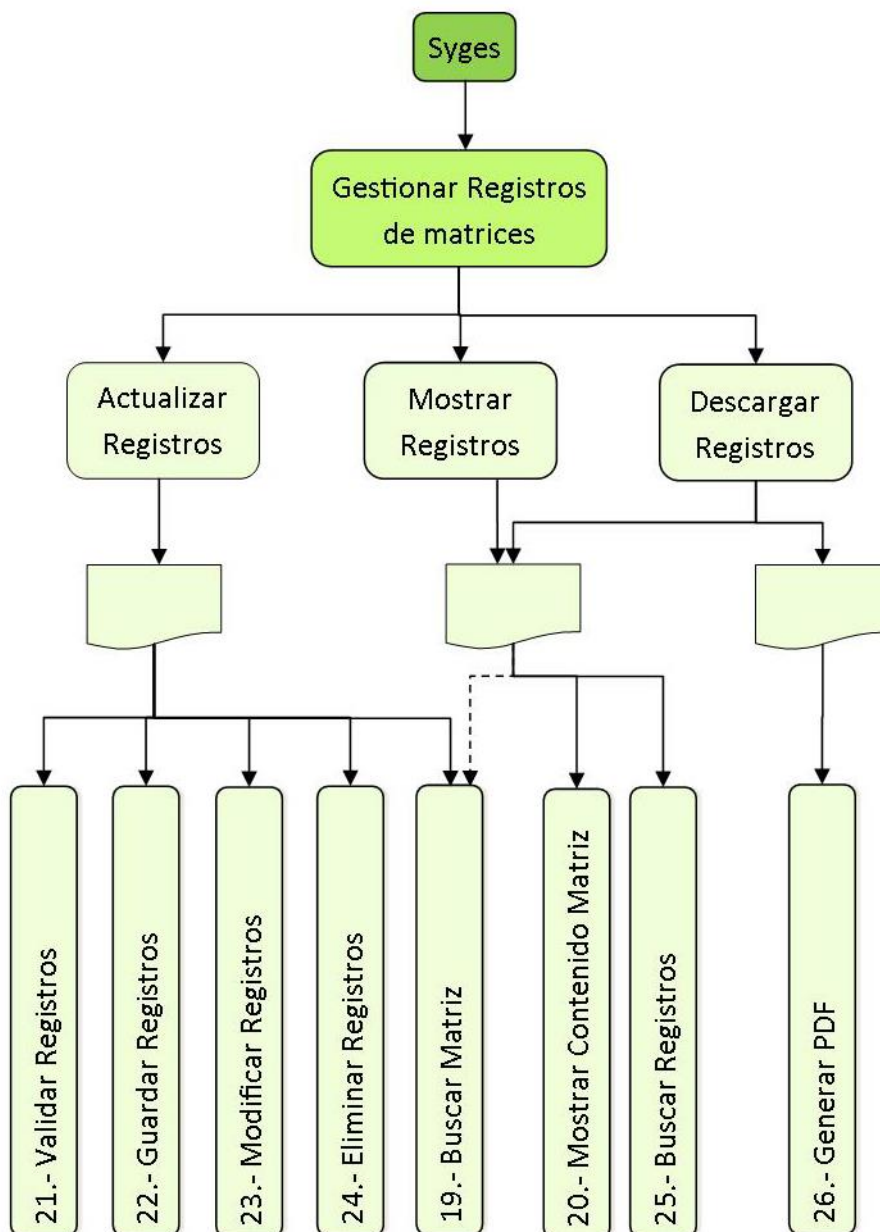 Syges
Gestionar Registros
de matrices
Actualizar
Registros
Mostrar
Registros
Descargar
Registros
21.- Validar Registros
22.- Guardar Registros
23.- Modificar Registros
24.- Eliminar Registros
19.- Buscar Matriz
20.- Mostrar Contenido Matriz
25.- Buscar Registros
26.- Generar PDF